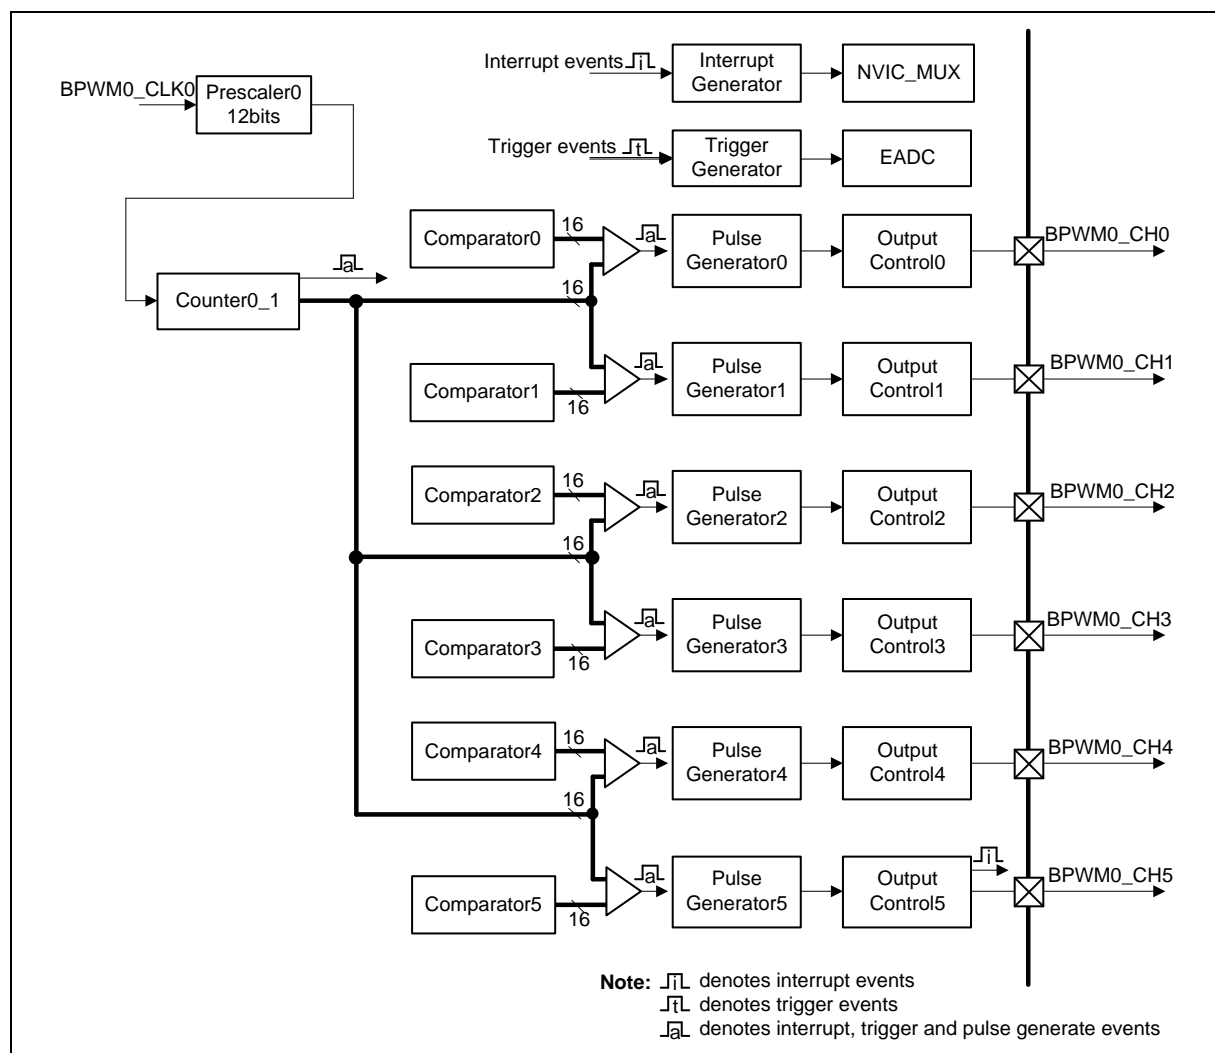 Interrupt events i
Interrupt
Generator
NVIC_MUX
BPWM0_CLK0
Prescaler0
12bits
Trigger events t
Trigger
Generator
EADC
Comparator0
16
a
Pulse
Generator0
Output
Control0
BPWM0_CH0
a
Counter0_1
16
Comparator1
16
a
Pulse
Generator1
Output
Control1
BPWM0_CH1
Comparator2
16
a
Pulse
Generator2
Output
Control2
BPWM0_CH2
16
Comparator3
16
a
Pulse
Generator3
Output
Control3
BPWM0_CH3
Comparator4
16
a
Pulse
Generator4
Output
Control4
BPWM0_CH4
16
Comparator5
16
a
Pulse
Generator5
Output
Control5
i
BPWM0_CH5
Note: i denotes interrupt events
t denotes trigger events
a denotes interrupt, trigger and pulse generate events